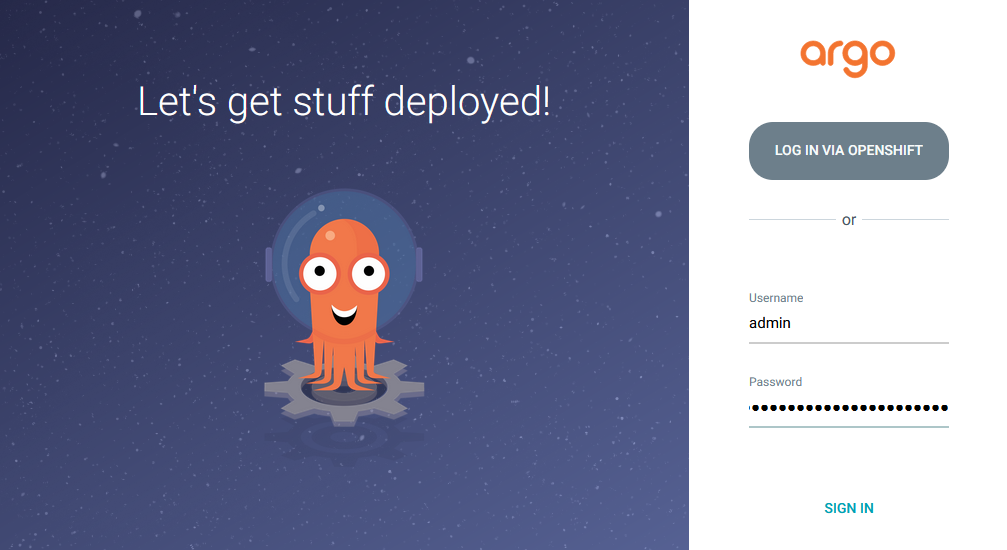 Let's get stuff deployed!
argo
LOG IN VIA OPENSHIFT
or
Username
admin
Password
SIGN IN